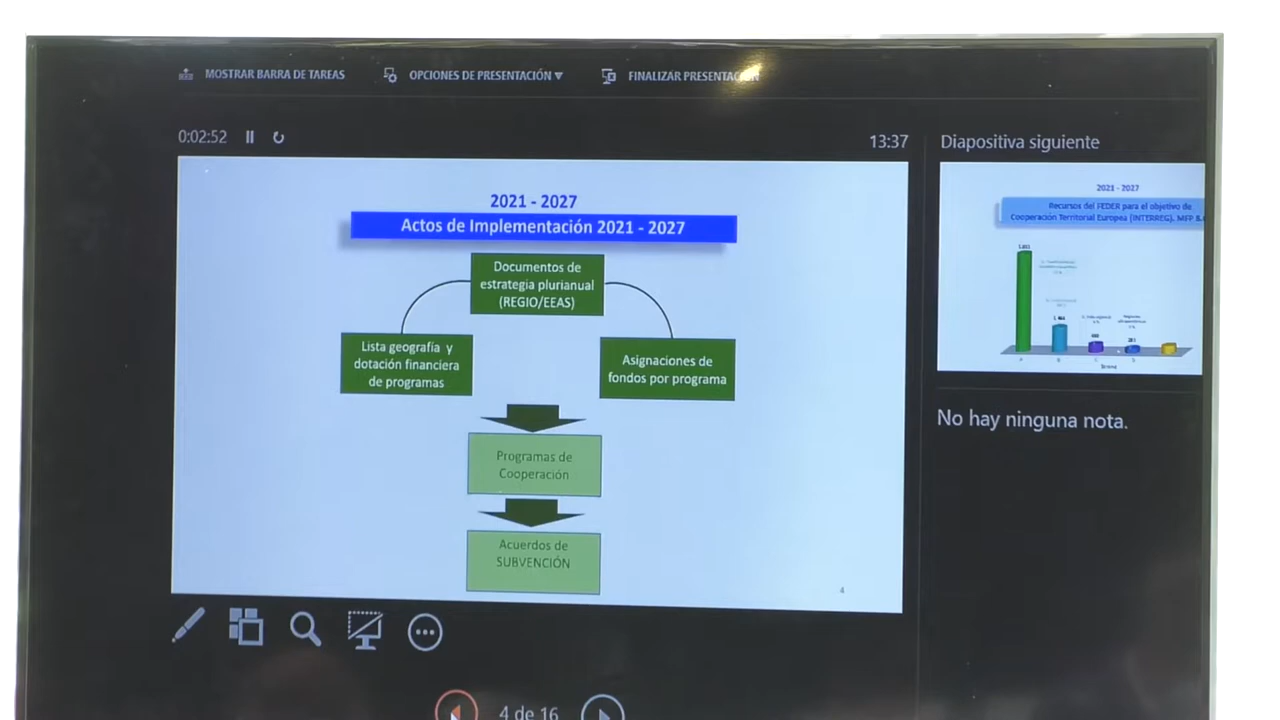 MOSTRAR BARRA DE TAREAS
OPCIONES DE PRESENTACIÓN
FINALIZAR PRESENTACIÓN
0:02:52
13:37
2021 - 2027
Actos de Implementación 2021 - 2027
Documentos de
estrategia plurianual
(REGIO/EEAS)
Lista geografía y
dotación financiera
de programas
Asignaciones de
fondos por programa
Programas de
Cooperación
Acuerdos de
SUBVENCIÓN
4
Diapositiva siguiente
2021 - 2027
Recursos del FEDER para el objetivo de
Cooperación Territorial Europea (INTERREG). MFP
No hay ninguna nota.
4 de 16